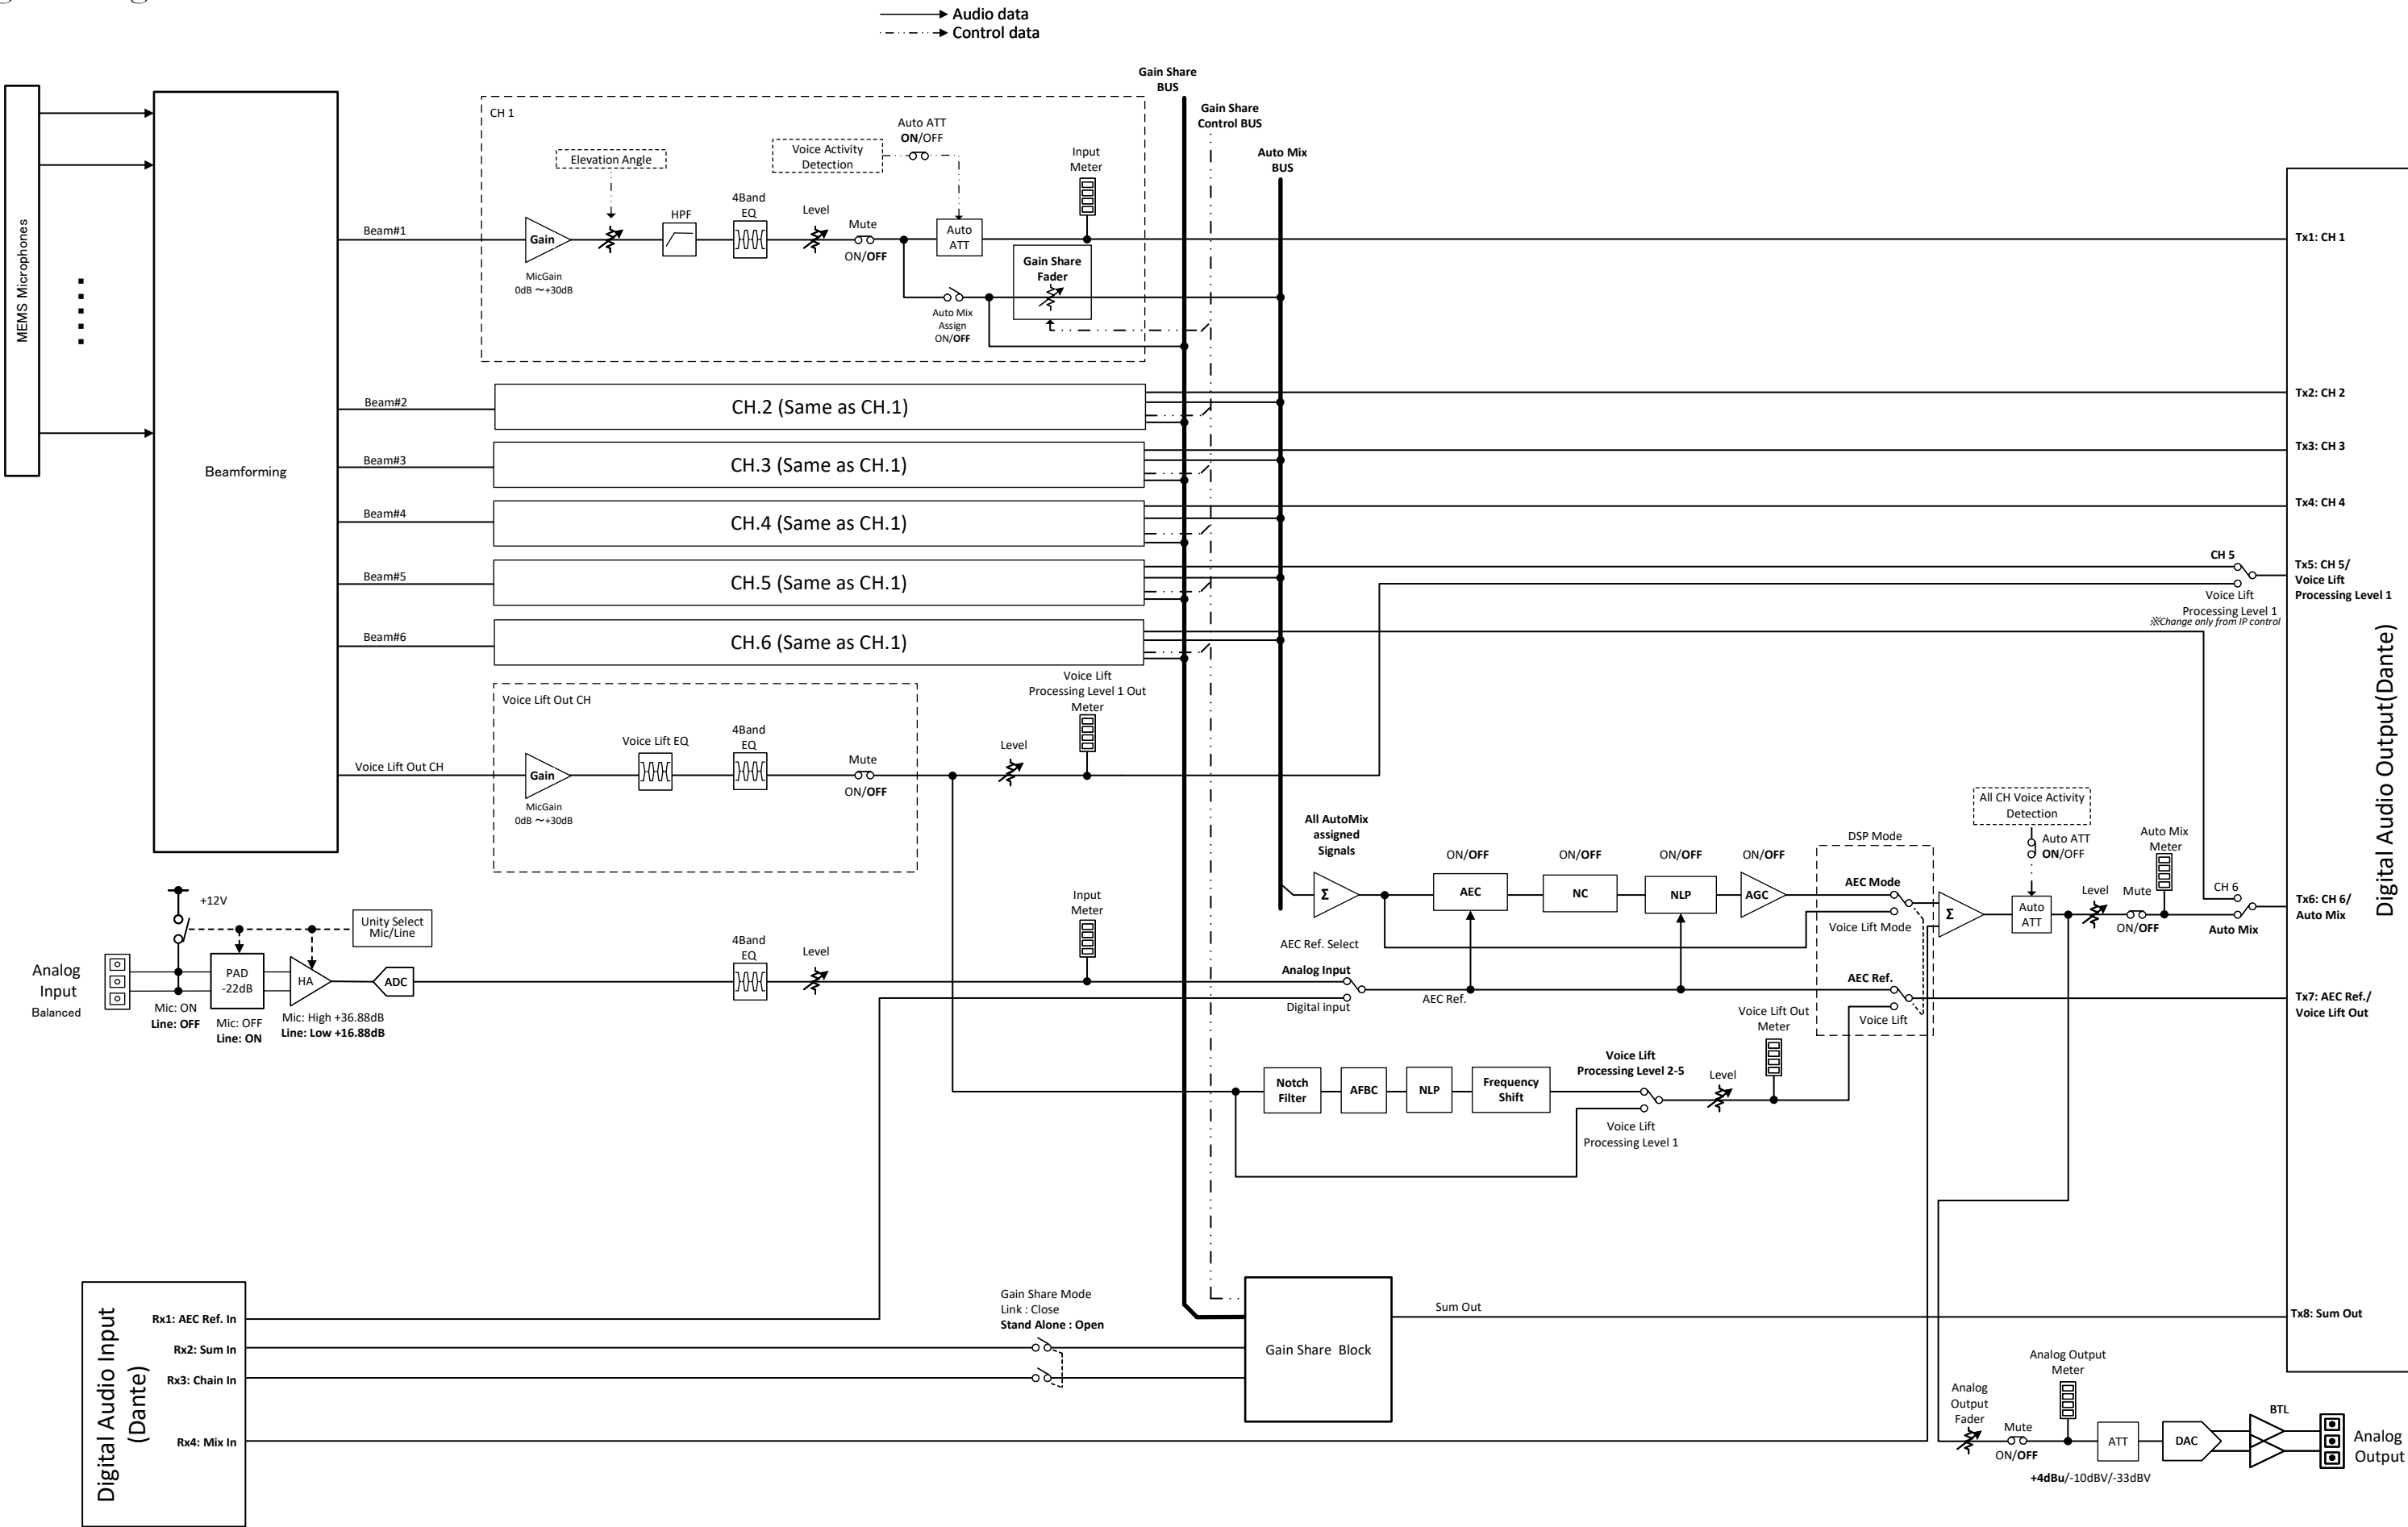 Audio data
Control data
Gain Share
BUS
Gain Share
Control BUS
Auto Mix
BUS
MEMS Microphones
Beamforming
CH 1
Elevation Angle
Voice Activity
Detection
Auto ATT
ON/OFF
Input
Meter
Beam#1
Gain
MicGain
0dB ～+30dB
HPF
4Band
EQ
Level
Mute
ON/OFF
Auto
ATT
Gain Share
Fader
Auto Mix
Assign
ON/OFF
Tx1: CH 1
Beam#2
CH.2 (Same as CH.1)
Tx2: CH 2
Beam#3
CH.3 (Same as CH.1)
Tx3: CH 3
Beam#4
CH.4 (Same as CH.1)
Tx4: CH 4
Beam#5
CH.5 (Same as CH.1)
CH 5
Voice Lift
Processing Level 1
※Change only from IP control
Tx5: CH 5/
Voice Lift
Processing Level 1
Beam#6
CH.6 (Same as CH.1)
Digital Audio Output(Dante)
Voice Lift Out CH
Voice Lift Out CH
Gain
MicGain
0dB ～+30dB
Voice Lift EQ
4Band
EQ
Mute
ON/OFF
Level
Voice Lift
Processing Level 1 Out
Meter
All AutoMix
assigned
Signals
Σ
ON/OFF
AEC
ON/OFF
NC
ON/OFF
NLP
ON/OFF
AGC
DSP Mode
AEC Mode
Voice Lift Mode
AEC Ref.
Voice Lift
Σ
All CH Voice Activity
Detection
Auto ATT
ON/OFF
Auto
ATT
Level
Mute
ON/OFF
Auto Mix
Meter
CH 6
Auto Mix
Tx6: CH 6/
Auto Mix
+12V
Unity Select
Mic/Line
Analog
Input
Balanced
Mic: ON
Line: OFF
PAD
-22dB
Mic: OFF
Line: ON
HA
Mic: High +36.88dB
Line: Low +16.88dB
ADC
4Band
EQ
Level
Input
Meter
AEC Ref. Select
Analog Input
Digital input
AEC Ref.
Tx7: AEC Ref./
Voice Lift Out
Voice Lift Out
Meter
Notch
Filter
AFBC
NLP
Frequency
Shift
Voice Lift
Processing Level 2-5
Voice Lift
Processing Level 1
Level
Digital Audio Input
(Dante)
Rx1: AEC Ref. In
Rx2: Sum In
Rx3: Chain In
Rx4: Mix In
Gain Share Mode
Link : Close
Stand Alone : Open
Gain Share Block
Sum Out
Tx8: Sum Out
Analog
Output
Fader
Mute
ON/OFF
Analog Output
Meter
ATT
+4dBu/-10dBV/-33dBV
DAC
BTL
Analog
Output